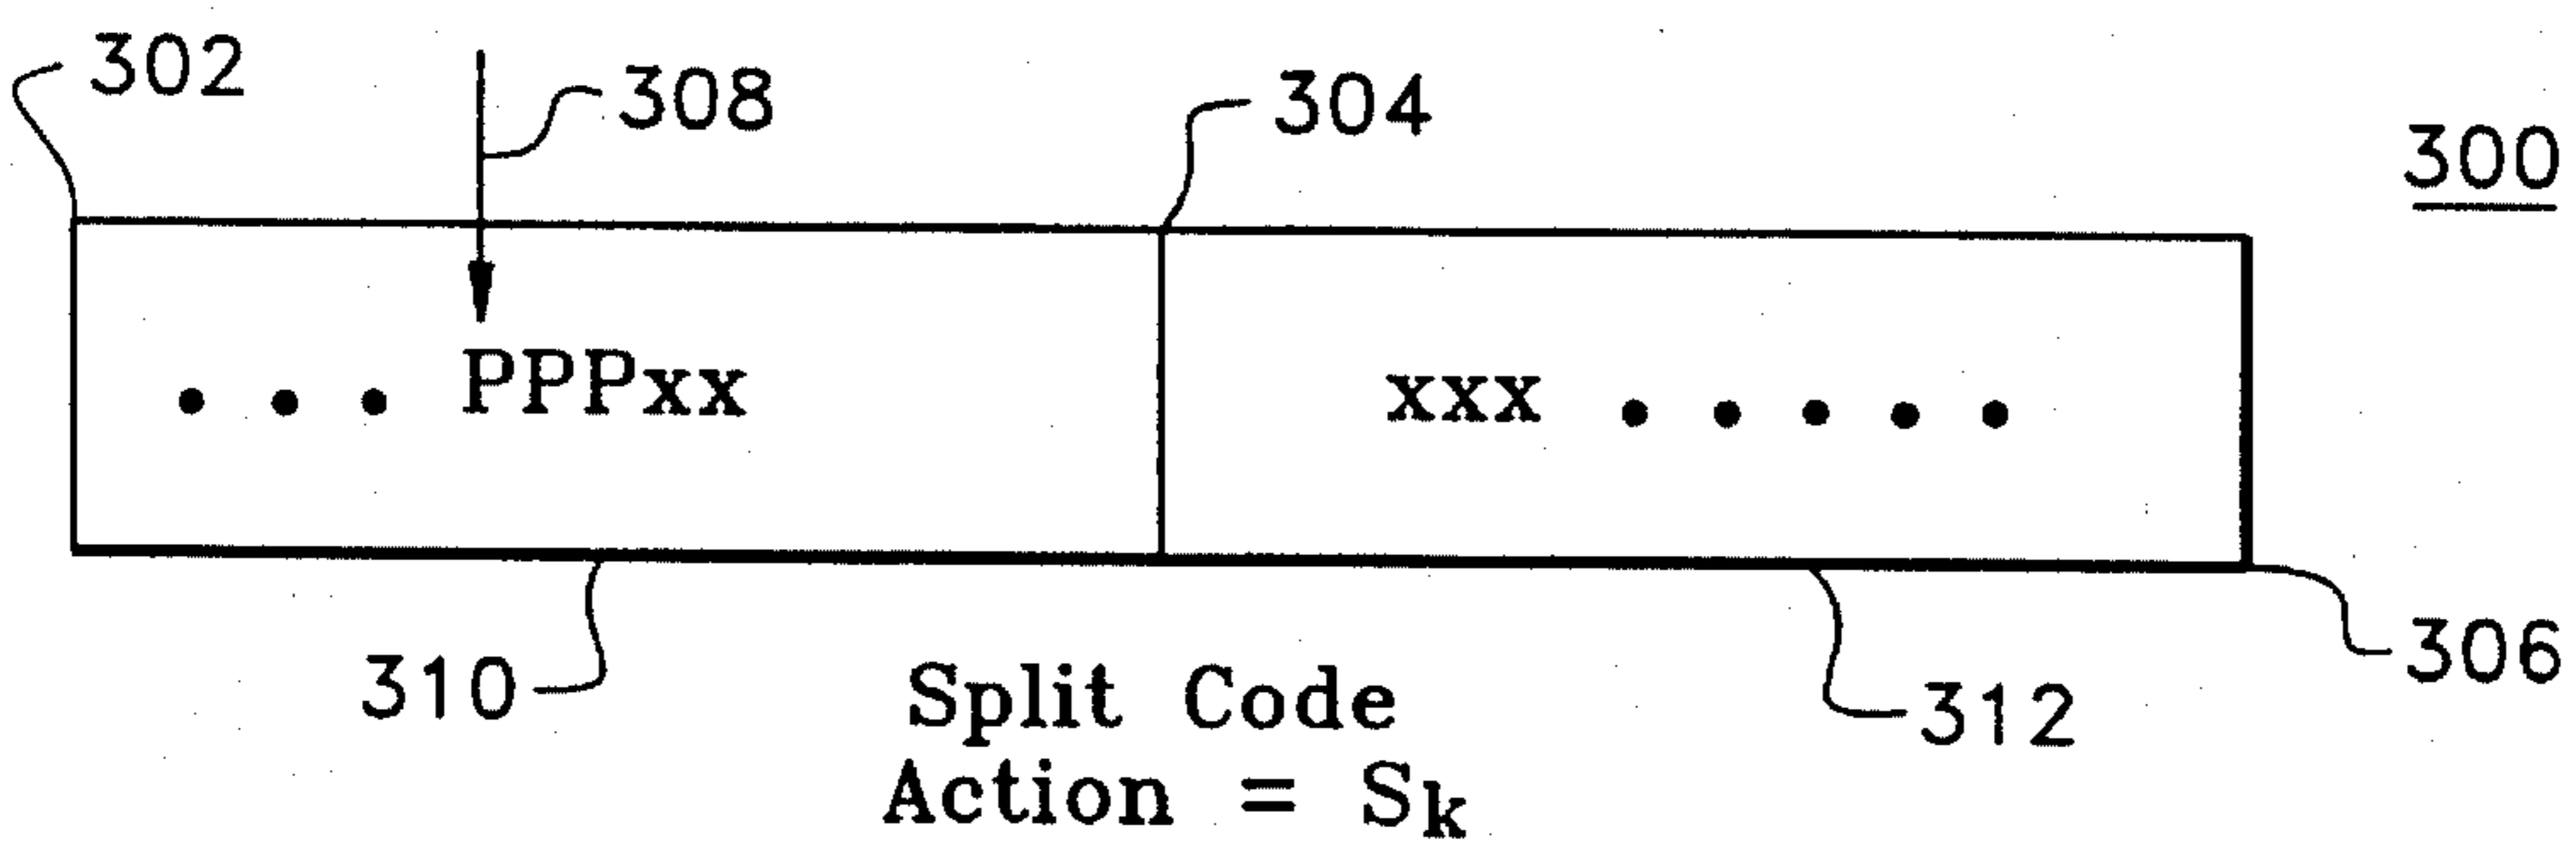 302
308
304
300
• • • PPPxx
xxx • • • • •
310
312
306
Split Code
Action = Sk